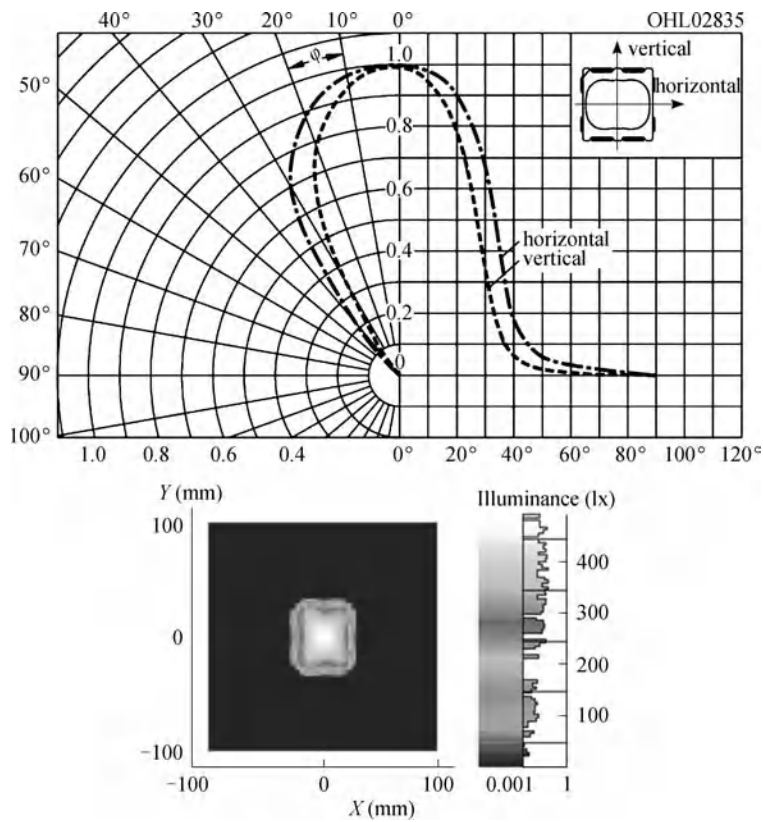 40° 30° 20° 10° 0° OHL02835
50°
60°
70°
80°
90°
100°
φ
1.0
0.8
0.6
0.4
0.2
0
vertical
horizontal
horizontal
vertical
1.0 0.8 0.6 0.4 0° 20° 40° 60° 80° 100° 120°
Y (mm)
100
0
−100
−100 0 100
X (mm)
Illuminance (lx)
400
300
200
100
0.001 1